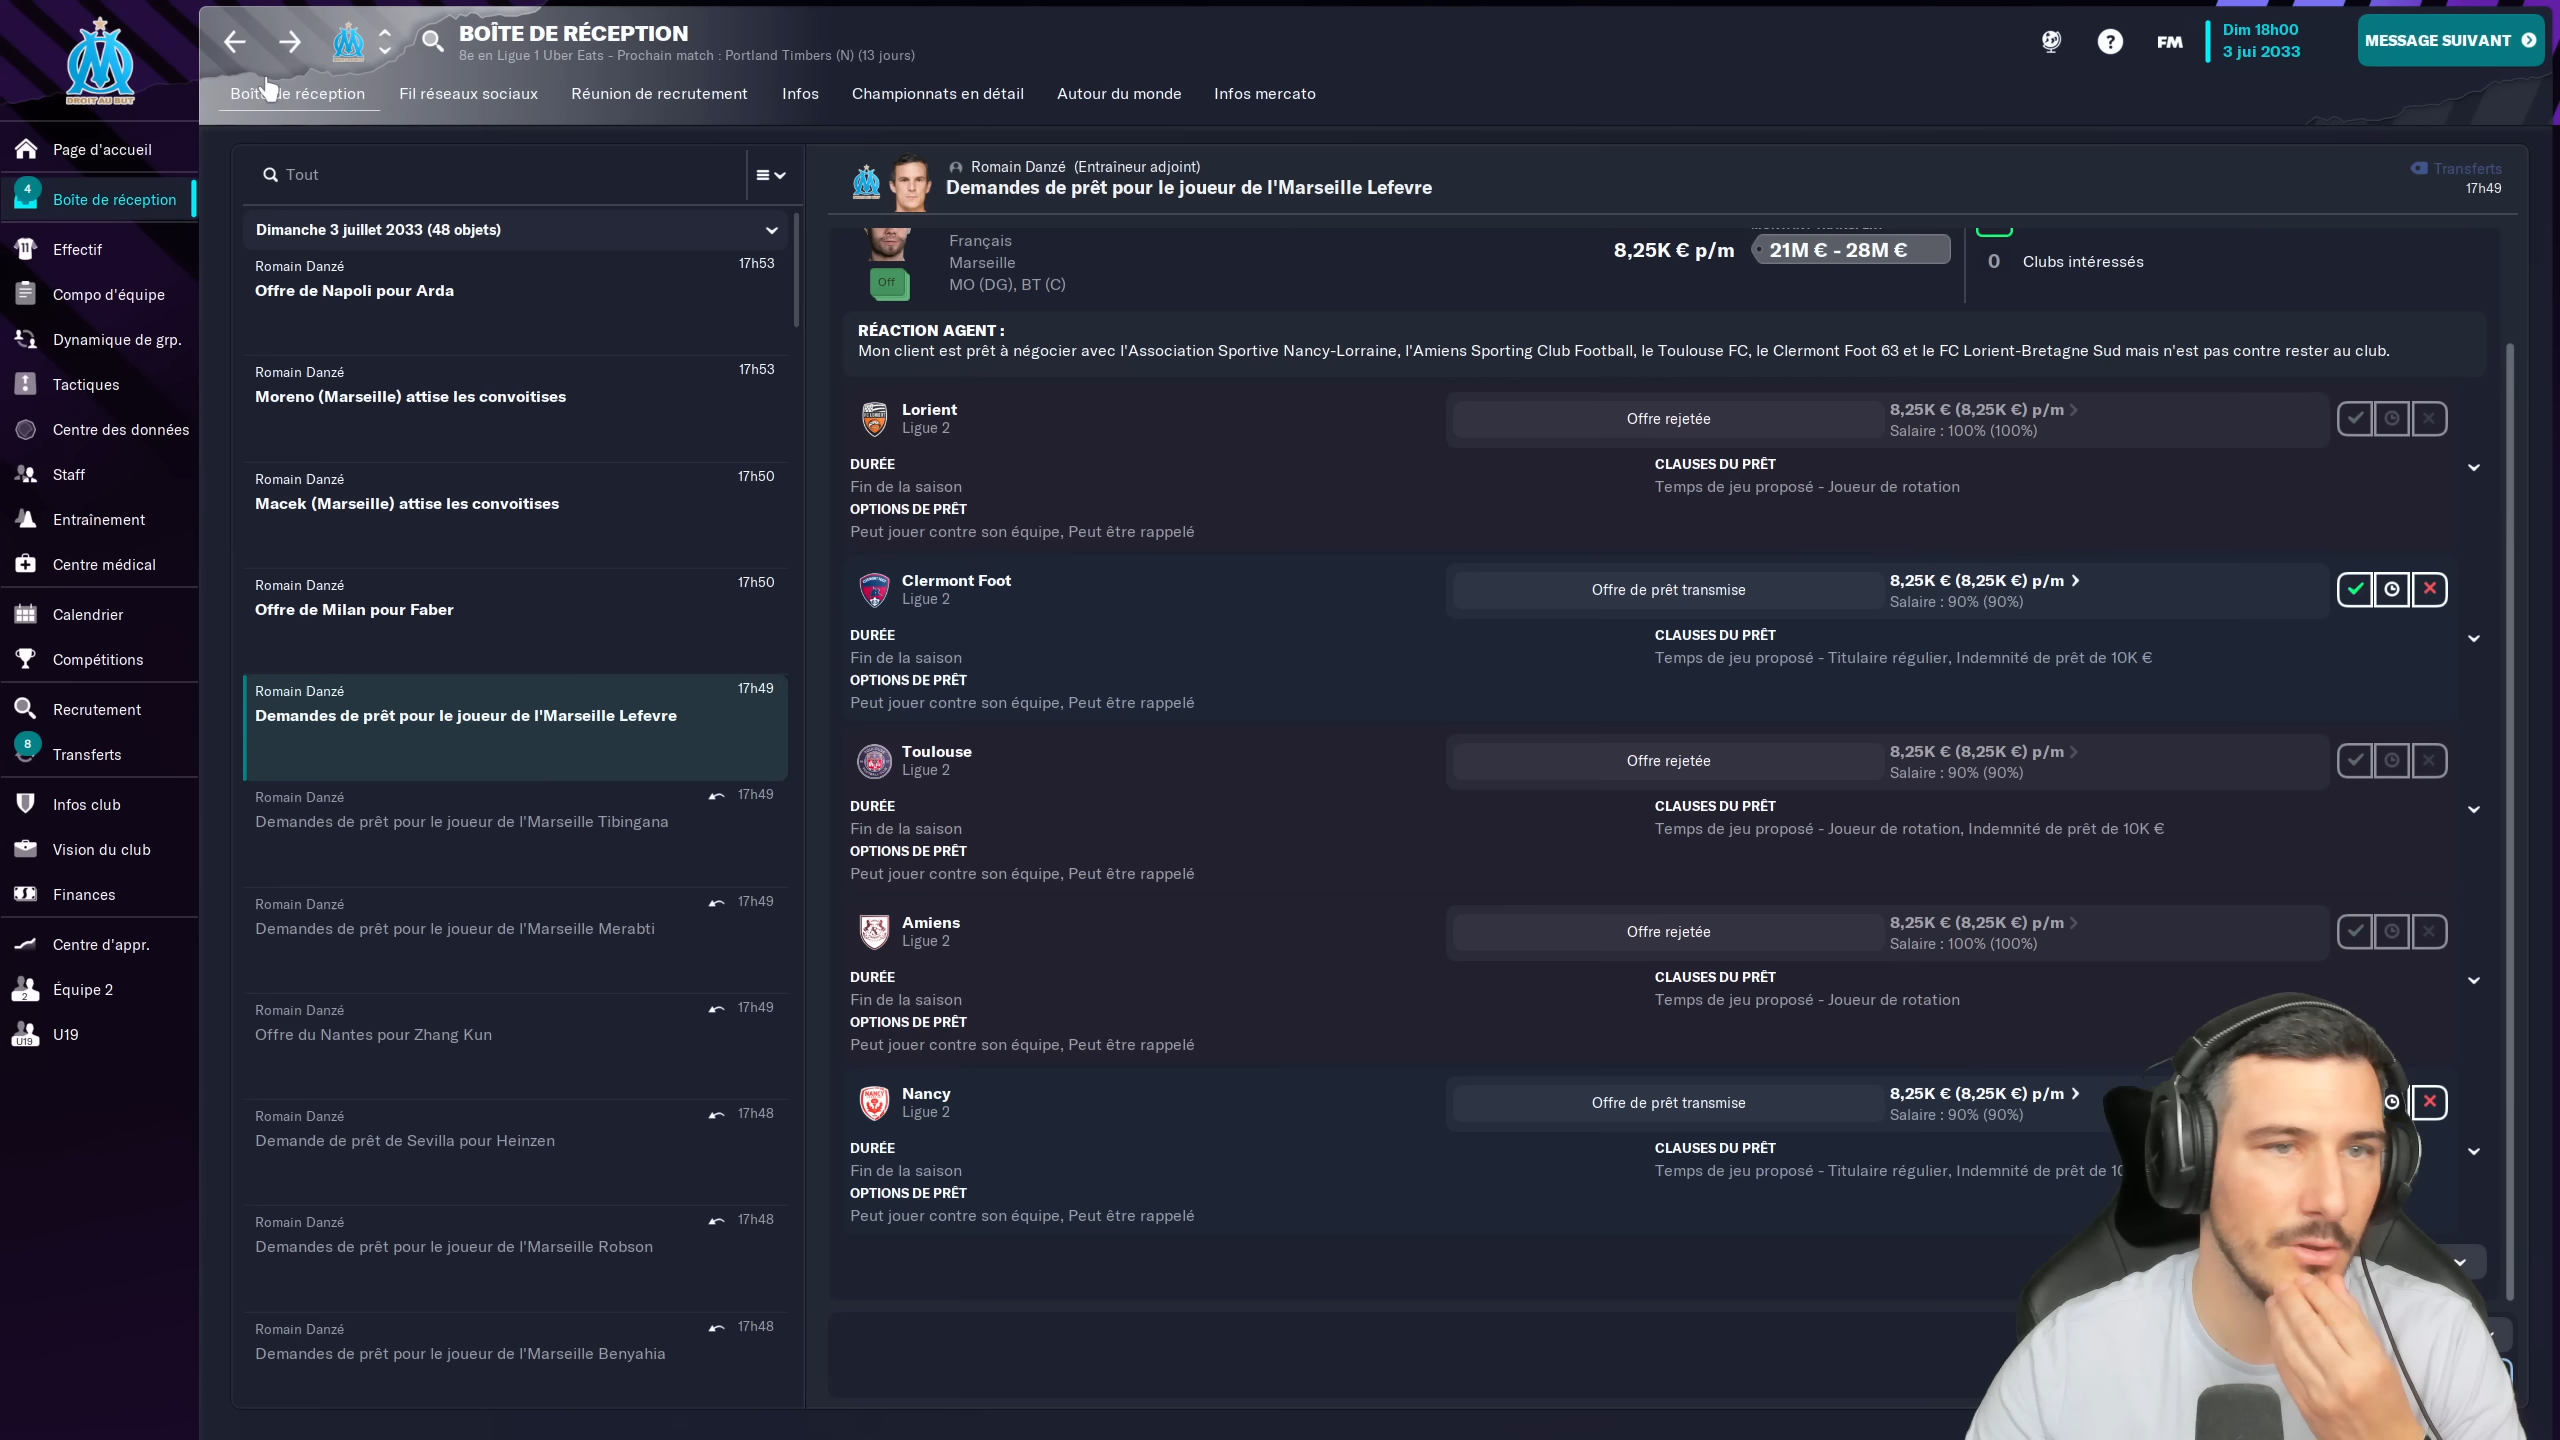 BOÎTE DE RÉCEPTION
8e en Ligue 1 Uber Eats - Prochain match : Portland Timbers (N) (13 jours)
FM
Dim 18h00
3 jui 2033
MESSAGE SUIVANT
Boîte de réception
Fil réseaux sociaux
Réunion de recrutement
Infos
Championnats en détail
Autour du monde
Infos mercato
DROIT AU BUT
Page d'accueil
4
Boîte de réception
Effectif
Compo d'équipe
Dynamique de grp.
Tactiques
Centre des données
Staff
Entraînement
Centre médical
Calendrier
Compétitions
Recrutement
8
Transferts
Infos club
Vision du club
Finances
Centre d'appr.
2
Équipe 2
U19
U19
Tout
Dimanche 3 juillet 2033 (48 objets)
Romain Danzé 17h53
Offre de Napoli pour Arda
Romain Danzé 17h53
Moreno (Marseille) attise les convoitises
Romain Danzé 17h50
Macek (Marseille) attise les convoitises
Romain Danzé 17h50
Offre de Milan pour Faber
Romain Danzé 17h49
Demandes de prêt pour le joueur de l'Marseille Lefevre
Romain Danzé 17h49
Demandes de prêt pour le joueur de l'Marseille Tibingana
Romain Danzé 17h49
Demandes de prêt pour le joueur de l'Marseille Merabti
Romain Danzé 17h49
Offre du Nantes pour Zhang Kun
Romain Danzé 17h48
Demande de prêt de Sevilla pour Heinzen
Romain Danzé 17h48
Demandes de prêt pour le joueur de l'Marseille Robson
Romain Danzé 17h48
Demandes de prêt pour le joueur de l'Marseille Benyahia
Romain Danzé (Entraîneur adjoint)
Demandes de prêt pour le joueur de l'Marseille Lefevre
Transferts
17h49
Français
Marseille
MO (DG), BT (C)
Off
8,25K € p/m
21M € - 28M €
0 Clubs intéressés
RÉACTION AGENT :
Mon client est prêt à négocier avec l'Association Sportive Nancy-Lorraine, l'Amiens Sporting Club Football, le Toulouse FC, le Clermont Foot 63 et le FC Lorient-Bretagne Sud mais n'est pas contre rester au club.
Lorient
Ligue 2
Offre rejetée
8,25K € (8,25K €) p/m
Salaire : 100% (100%)
DURÉE
Fin de la saison
OPTIONS DE PRÊT
Peut jouer contre son équipe, Peut être rappelé
CLAUSES DU PRÊT
Temps de jeu proposé - Joueur de rotation
Clermont Foot
Ligue 2
Offre de prêt transmise
8,25K € (8,25K €) p/m
Salaire : 90% (90%)
DURÉE
Fin de la saison
OPTIONS DE PRÊT
Peut jouer contre son équipe, Peut être rappelé
CLAUSES DU PRÊT
Temps de jeu proposé - Titulaire régulier, Indemnité de prêt de 10K €
Toulouse
Ligue 2
Offre rejetée
8,25K € (8,25K €) p/m
Salaire : 90% (90%)
DURÉE
Fin de la saison
OPTIONS DE PRÊT
Peut jouer contre son équipe, Peut être rappelé
CLAUSES DU PRÊT
Temps de jeu proposé - Joueur de rotation, Indemnité de prêt de 10K €
Amiens
Ligue 2
Offre rejetée
8,25K € (8,25K €) p/m
Salaire : 100% (100%)
DURÉE
Fin de la saison
OPTIONS DE PRÊT
Peut jouer contre son équipe, Peut être rappelé
CLAUSES DU PRÊT
Temps de jeu proposé - Joueur de rotation
Nancy
Ligue 2
Offre de prêt transmise
8,25K € (8,25K €) p/m
Salaire : 90% (90%)
DURÉE
Fin de la saison
OPTIONS DE PRÊT
Peut jouer contre son équipe, Peut être rappelé
CLAUSES DU PRÊT
Temps de jeu proposé - Titulaire régulier, Indemnité de prêt de